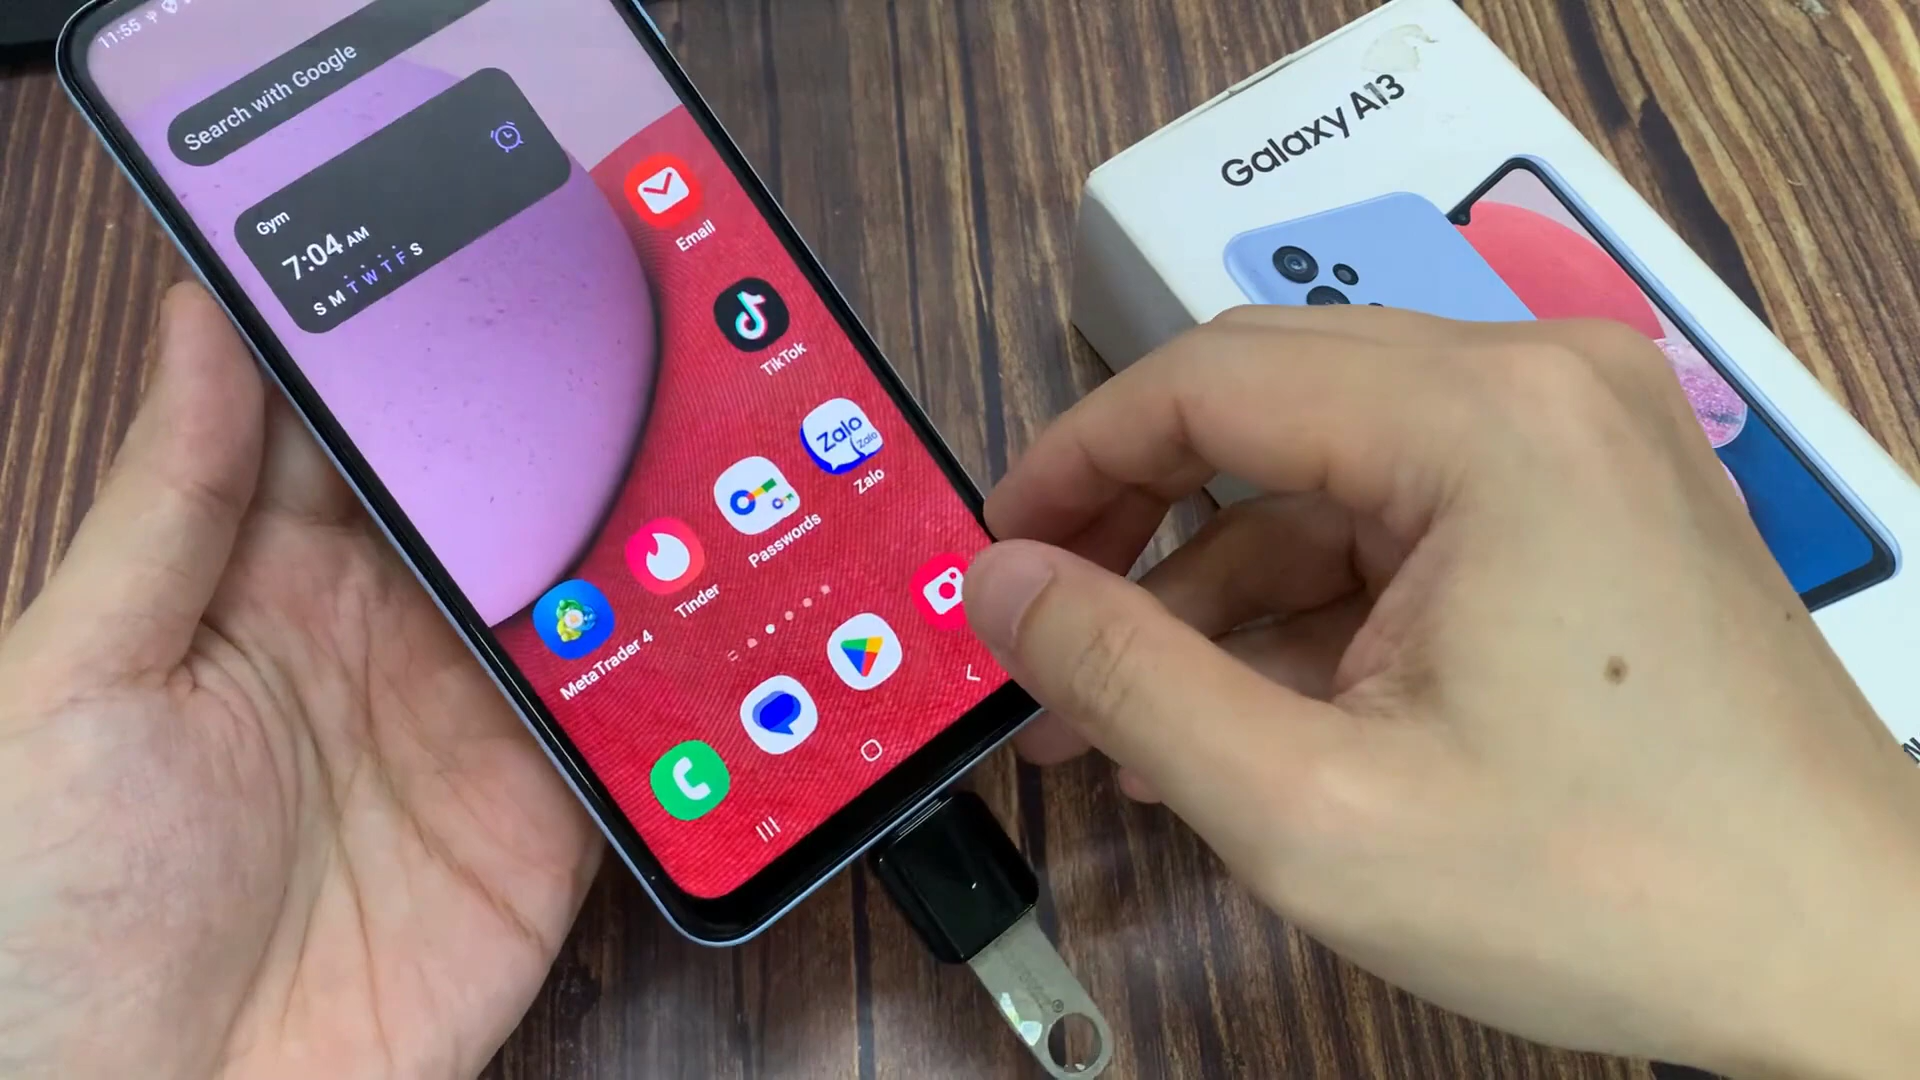 11:55
Search with Google
Gym
7:04 AM
S M T W T F S
Email
TikTok
Zalo
Zalo
Zalo
Passwords
Tinder
MetaTrader 4
Galaxy A13